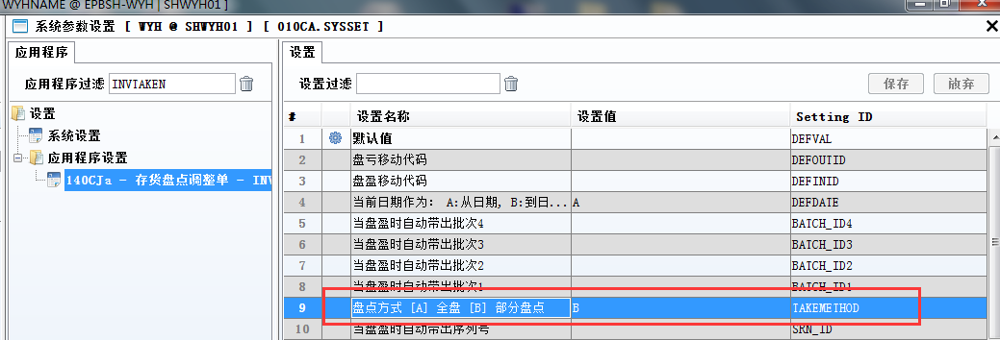 WYHNAME @ EPBSH-WYH | SHWYH01 ]
系统参数设置 [ WYH @ SHWYH01 ] [ 010CA.SYSSET ]
应用程序
应用程序过滤 INVTAKEN
设置
系统设置
应用程序设置
140CJa - 存货盘点调整单 - INV
设置
设置过滤
保存 放弃
# 设置名称 设置值 Setting ID
1 默认值 DEFVAL
2 盘亏移动代码 DEFOUTID
3 盘盈移动代码 DEFINID
4 当前日期作为: A:从日期, B:到日... A DEFDATE
5 当盘盈时自动带出批次4 BATCH_ID4
6 当盘盈时自动带出批次3 BATCH_ID3
7 当盘盈时自动带出批次2 BATCH_ID2
8 当盘盈时自动带出批次1 BATCH_ID1
9 盘点方式 [A] 全盘 [B] 部分盘点 B TAKEMETHOD
10 当盘盈时自动带出序列号 SRN_ID